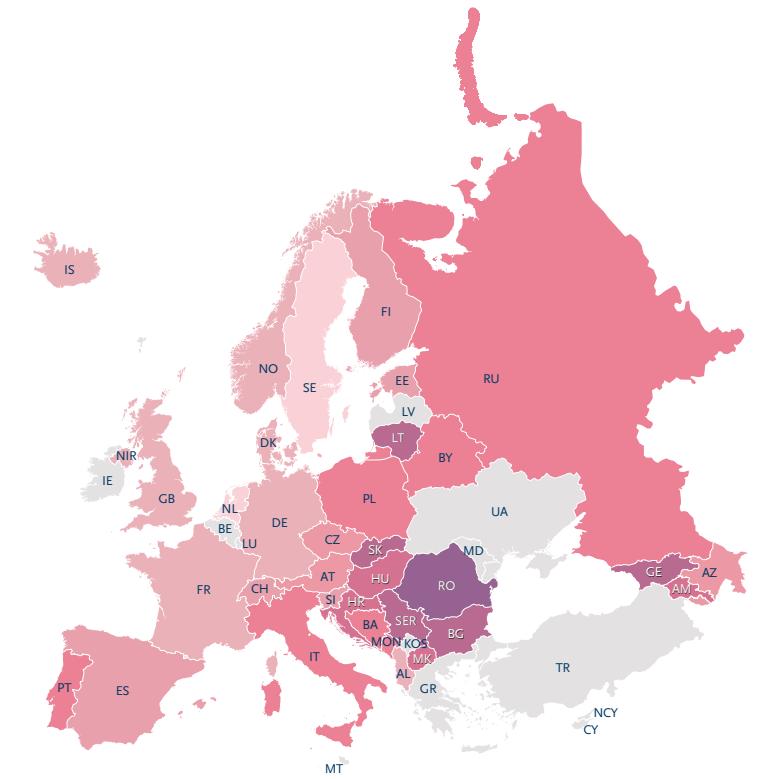 IS
FI
NO
RU
EE
SE
LV
LT
DK
NIR
BY
IE
GB
PL
NL
UA
DE
BE
CZ
LU
SK
MD
GE
AZ
AT
HU
RO
CH
FR
AM
SI
HR
SER
BA
BG
MON
KOS
IT
MK
AL
PT
ES
GR
TR
NCY
CY
MT